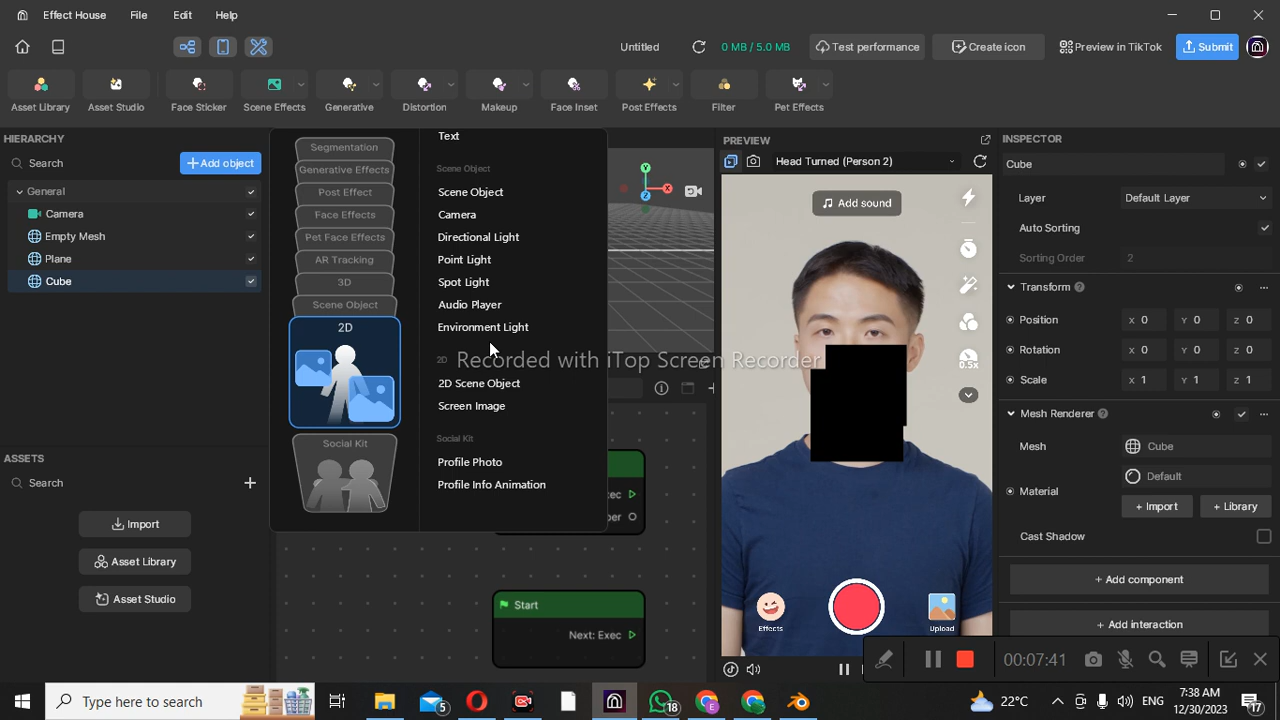 Effect House File Edit Help
Untitled 0 MB / 5.0 MB Test performance Create icon Preview in TikTok Submit
Asset Library Asset Studio Face Sticker Scene Effects Generative Distortion Makeup Face Inset Post Effects Filter Pet Effects
HIERARCHY
Search + Add object
General
Camera
Empty Mesh
Plane
Cube
ASSETS
Search
Import
Asset Library
Asset Studio
Segmentation
Generative Effects
Post Effect
Face Effects
Pet Face Effects
AR Tracking
3D
Scene Object
2D
Social Kit
Text
Scene Object
Scene Object
Camera
Directional Light
Point Light
Spot Light
Audio Player
Environment Light
2D
2D Scene Object
Screen Image
Social Kit
Profile Photo
Profile Info Animation
Recorded with iTop Screen Recorder
Y
X
Z
Start
Next: Exec
PREVIEW
Head Turned (Person 2)
Add sound
0.5x
Effects
Upload
INSPECTOR
Cube
Layer Default Layer
Auto Sorting
Sorting Order 2
Transform
Position X 0 Y 0 Z 0
Rotation X 0 Y 0 Z 0
Scale X 1 Y 1 Z 1
Mesh Renderer
Mesh Cube
Material Default
+ Import + Library
Cast Shadow
+ Add component
+ Add interaction
00:07:41
Type here to search
5
18
E
22°C
ENG
7:38 AM
12/30/2023
17